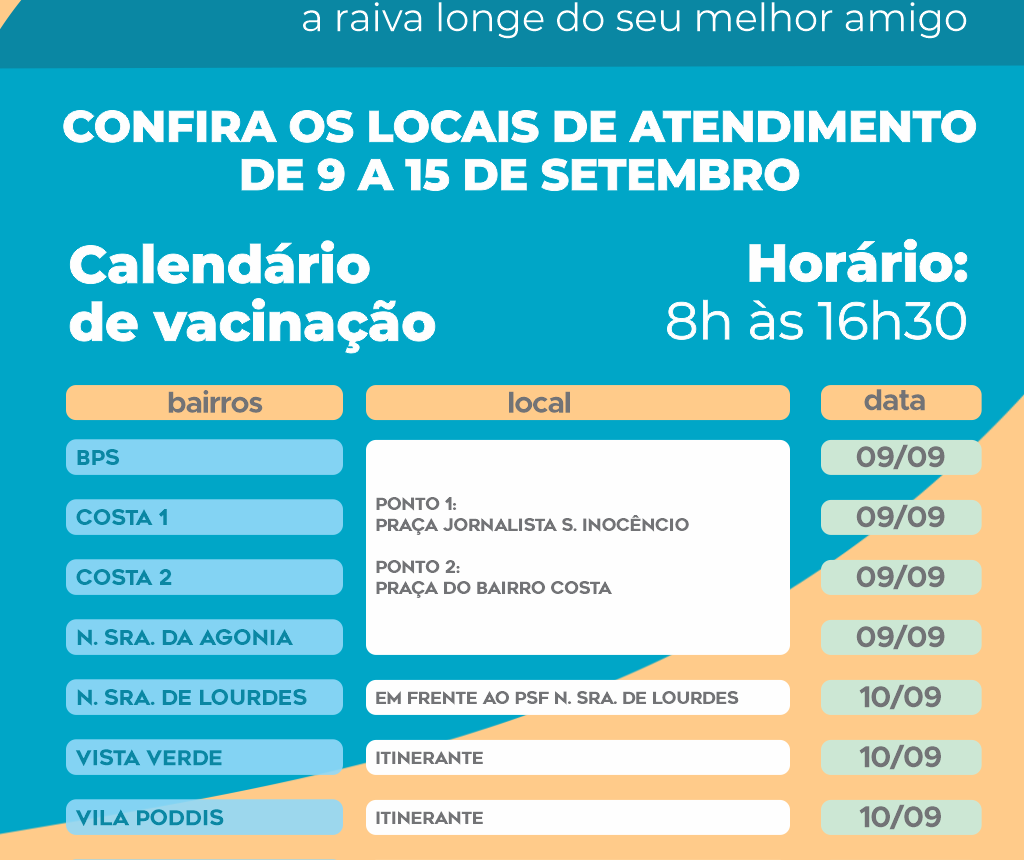 a raiva longe do seu melhor amigo
CONFIRA OS LOCAIS DE ATENDIMENTO
DE 9 A 15 DE SETEMBRO
Calendário
de vacinação
Horário:
8h às 16h30
bairros local data
BPS 09/09
PONTO 1:
PRAÇA JORNALISTA S. INOCÊNCIO
COSTA 1 09/09
PONTO 2:
PRAÇA DO BAIRRO COSTA
COSTA 2 09/09
N. SRA. DA AGONIA 09/09
N. SRA. DE LOURDES EM FRENTE AO PSF N. SRA. DE LOURDES 10/09
VISTA VERDE ITINERANTE 10/09
VILA PODDIS ITINERANTE 10/09